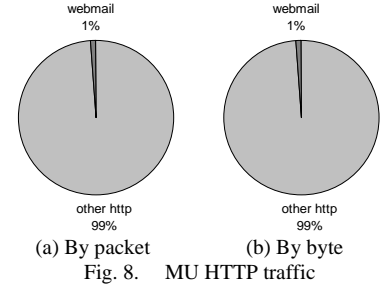 webmail
1%
other http
99%
(a) By packet
webmail
1%
other http
99%
(b) By byte
Fig. 8. MU HTTP traffic